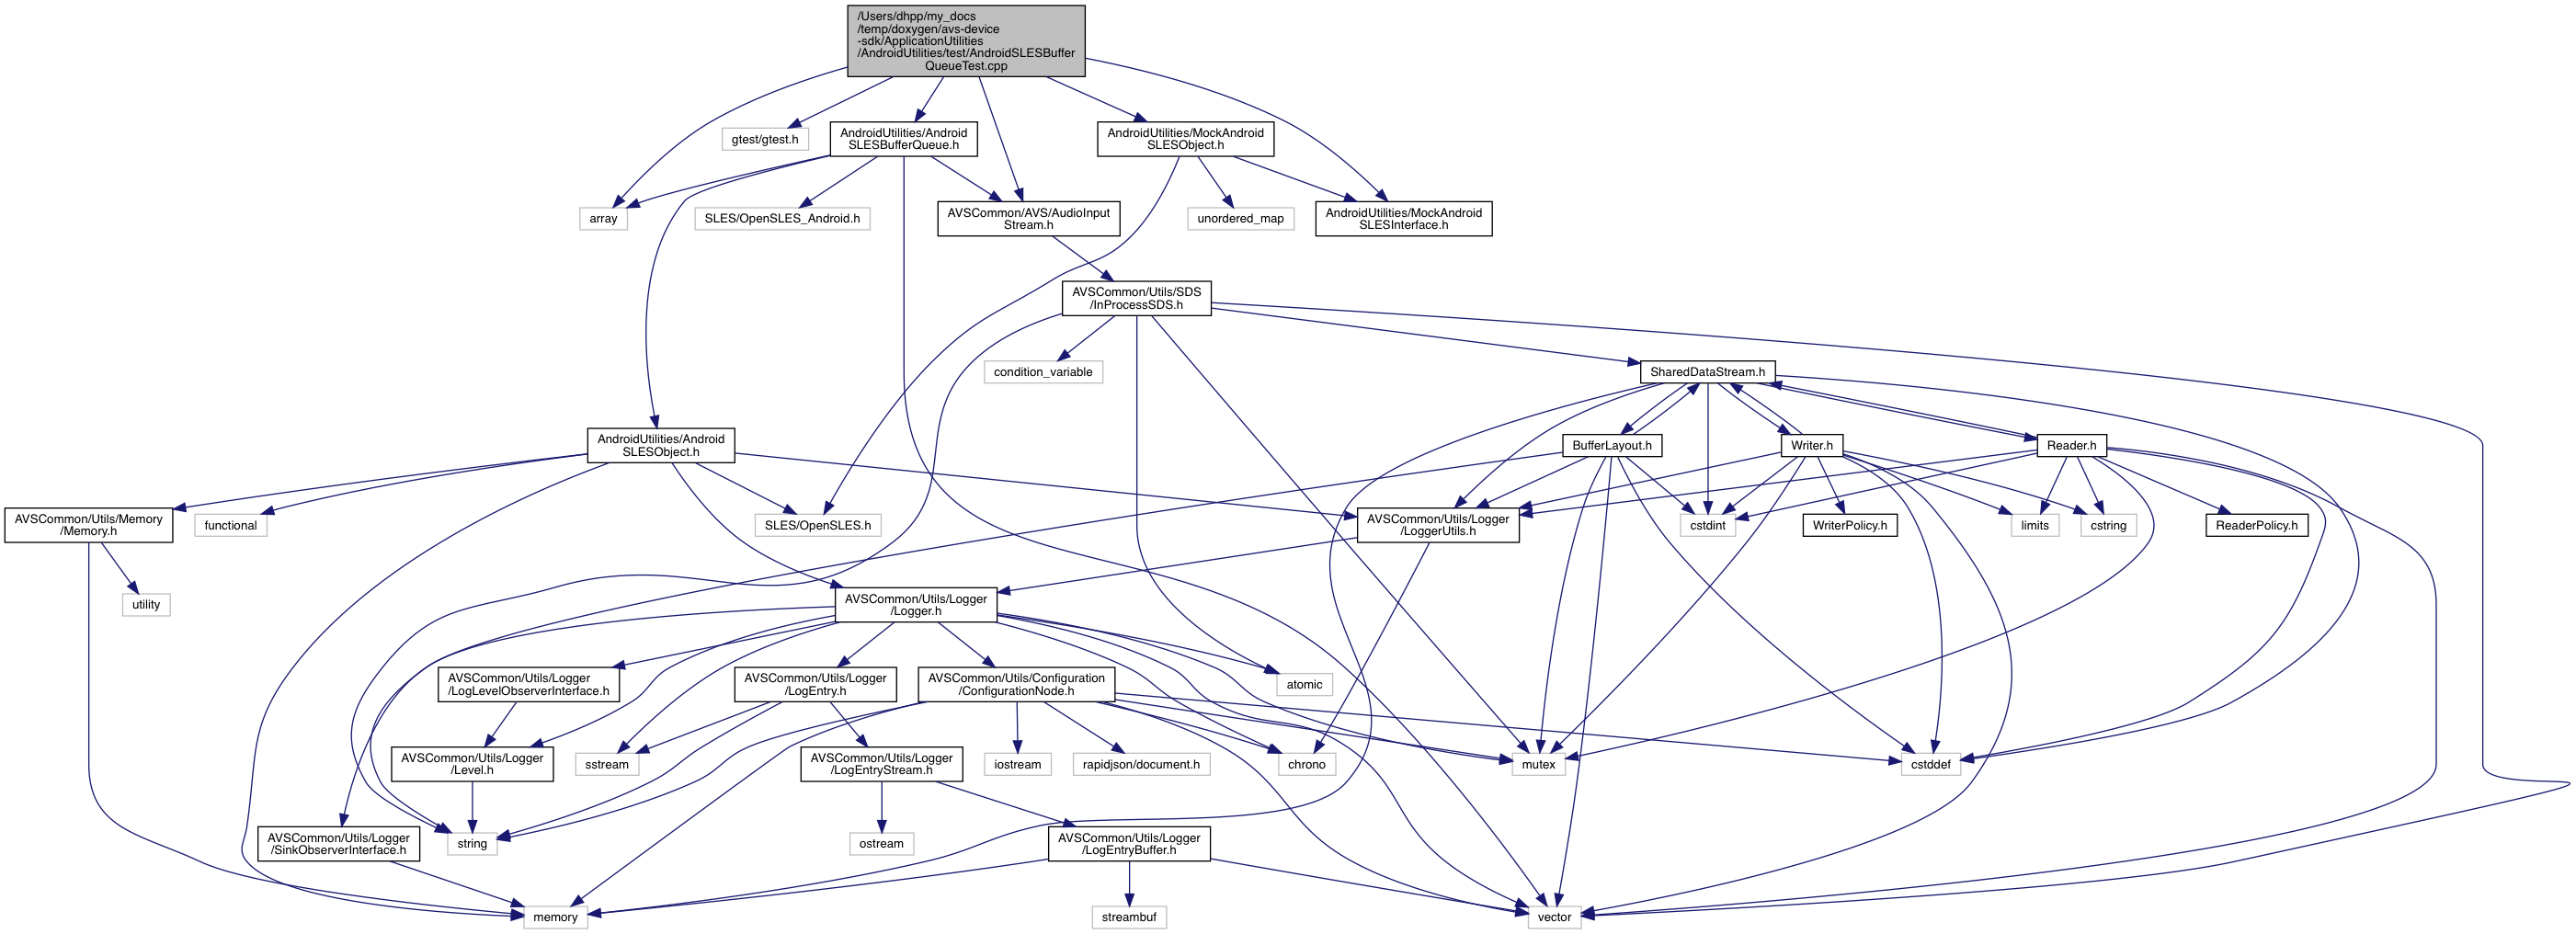 /Users/dhpp/my_docs
/temp/doxygen/avs-device
-sdk/ApplicationUtilities
/AndroidUtilities/test/AndroidSLESBuffer
QueueTest.cpp
gtest/gtest.h
AndroidUtilities/Android
SLESBufferQueue.h
AndroidUtilities/MockAndroid
SLESObject.h
array
SLES/OpenSLES_Android.h
AVSCommon/AVS/AudioInput
Stream.h
unordered_map
AndroidUtilities/MockAndroid
SLESInterface.h
AVSCommon/Utils/SDS
/InProcessSDS.h
condition_variable
SharedDataStream.h
AndroidUtilities/Android
SLESObject.h
BufferLayout.h
Writer.h
Reader.h
AVSCommon/Utils/Memory
/Memory.h
functional
SLES/OpenSLES.h
AVSCommon/Utils/Logger
/LoggerUtils.h
cstdint
WriterPolicy.h
limits
cstring
ReaderPolicy.h
utility
AVSCommon/Utils/Logger
/Logger.h
AVSCommon/Utils/Logger
/LogLevelObserverInterface.h
AVSCommon/Utils/Logger
/LogEntry.h
AVSCommon/Utils/Configuration
/ConfigurationNode.h
atomic
AVSCommon/Utils/Logger
/Level.h
sstream
AVSCommon/Utils/Logger
/LogEntryStream.h
iostream
rapidjson/document.h
chrono
mutex
cstddef
AVSCommon/Utils/Logger
/SinkObserverInterface.h
string
ostream
AVSCommon/Utils/Logger
/LogEntryBuffer.h
memory
streambuf
vector